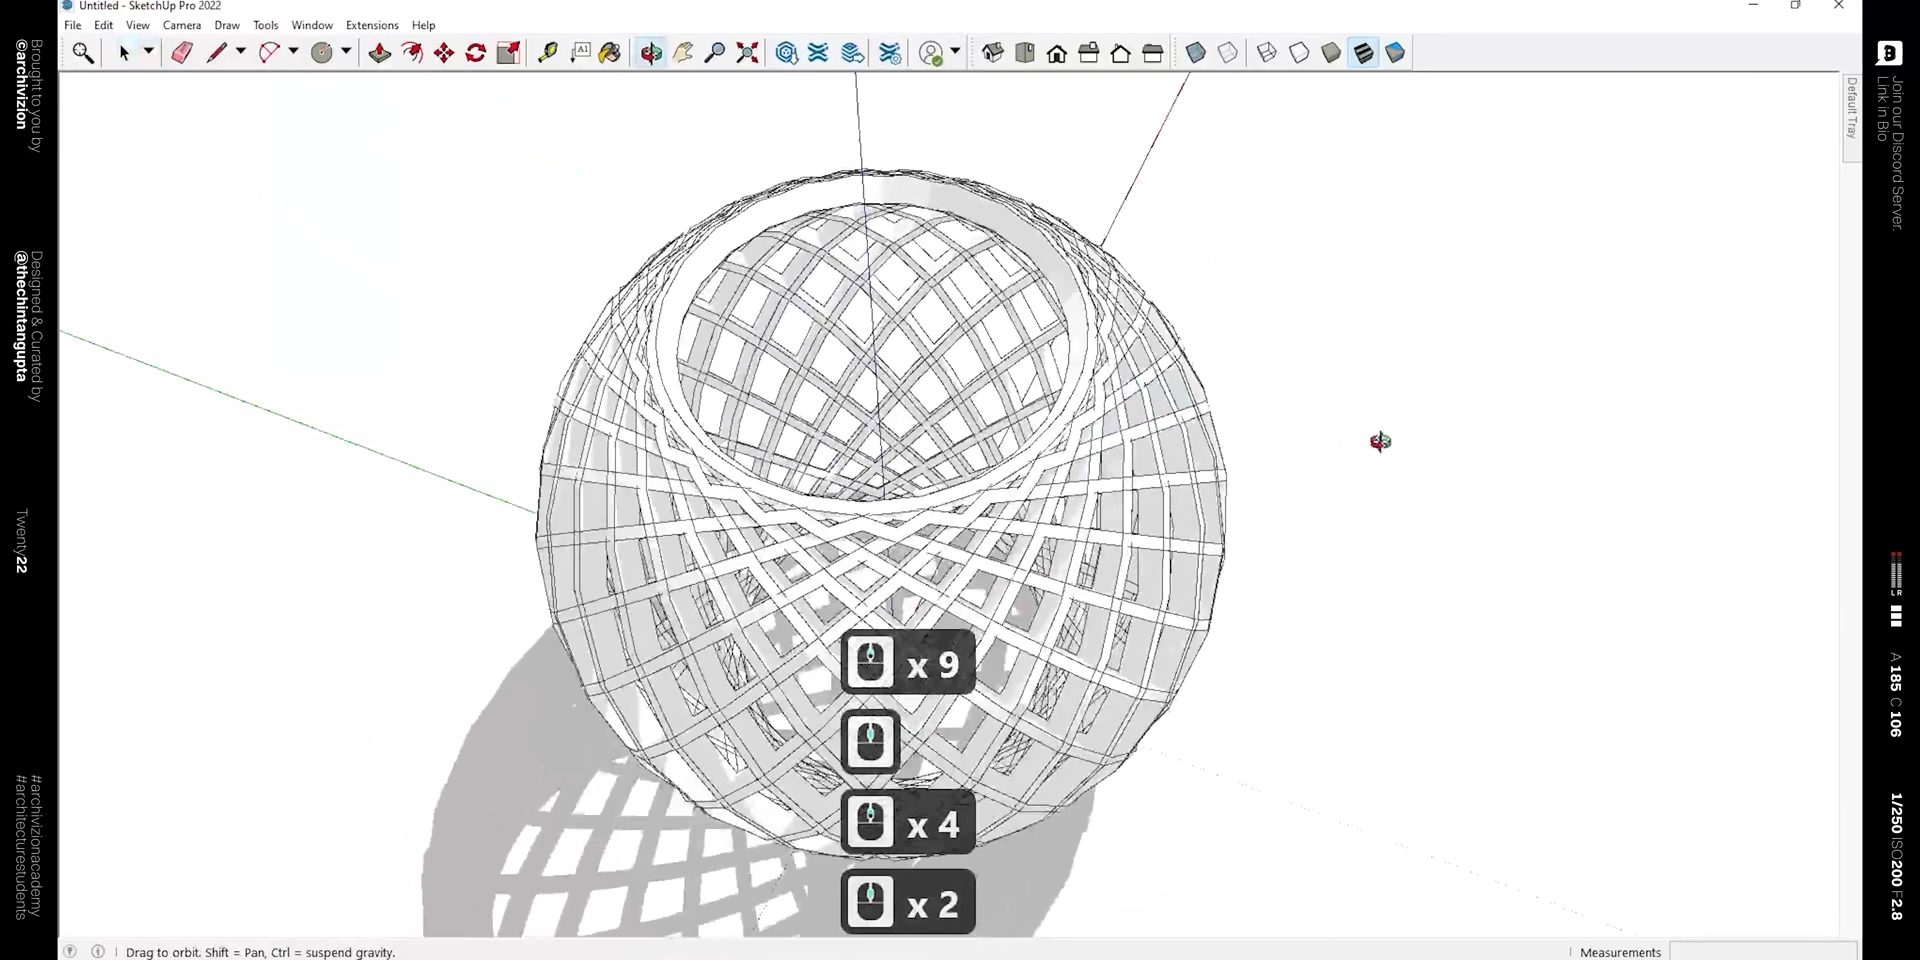 Untitled - SketchUp Pro 2022
File Edit View Camera Draw Tools Window Extensions Help
A1
Default Tray
Brought to you by
@archivizion
Designed & Curated by
@thechintangupta
Twenty22
#archivizionacademy
#architecturestudents
Join our Discord Server.
Link in Bio
L R
A 185 C 106
1/250 ISO200 F2.8
x 9
x 4
x 2
Drag to orbit. Shift = Pan, Ctrl = suspend gravity.
Measurements